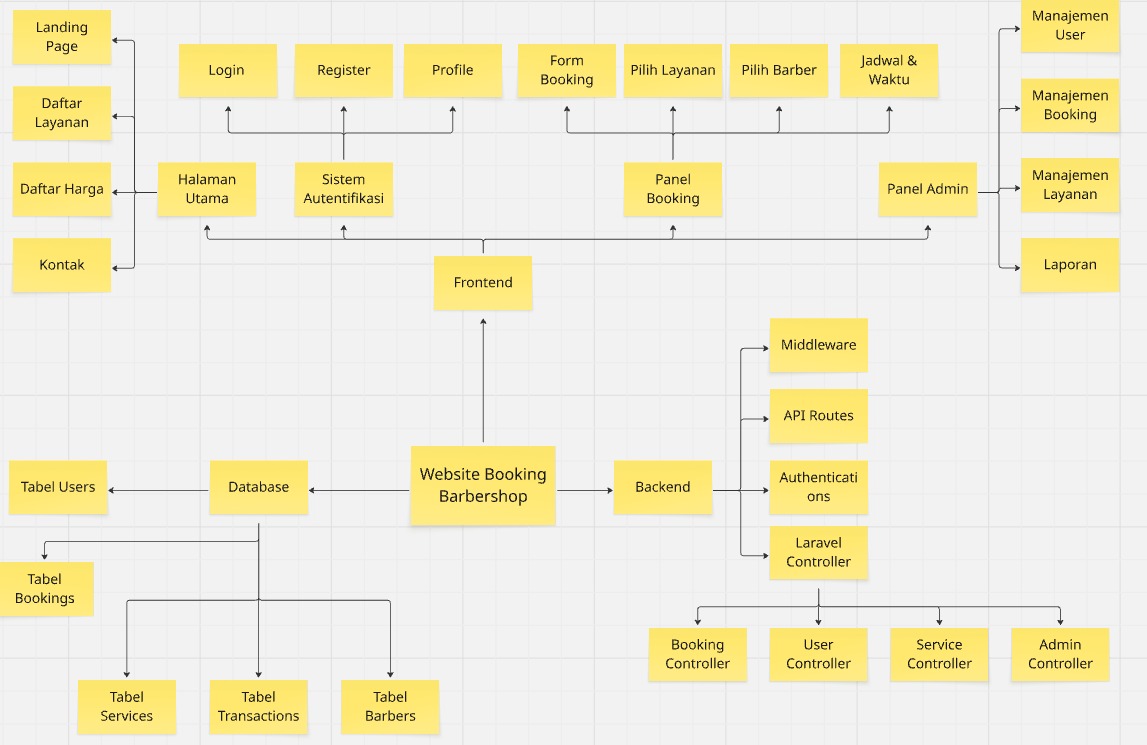 Landing
Page
Manajemen
User
Login
Register
Profile
Form
Booking
Pilih Layanan
Pilih Barber
Jadwal &
Waktu
Daftar
Layanan
Manajemen
Booking
Daftar Harga
Halaman
Utama
Sistem
Autentifikasi
Panel
Booking
Panel Admin
Manajemen
Layanan
Kontak
Frontend
Laporan
Middleware
API Routes
Tabel Users
Database
Website Booking
Barbershop
Backend
Authenticati
ons
Laravel
Controller
Tabel
Bookings
Booking
Controller
User
Controller
Service
Controller
Admin
Controller
Tabel
Services
Tabel
Transactions
Tabel
Barbers